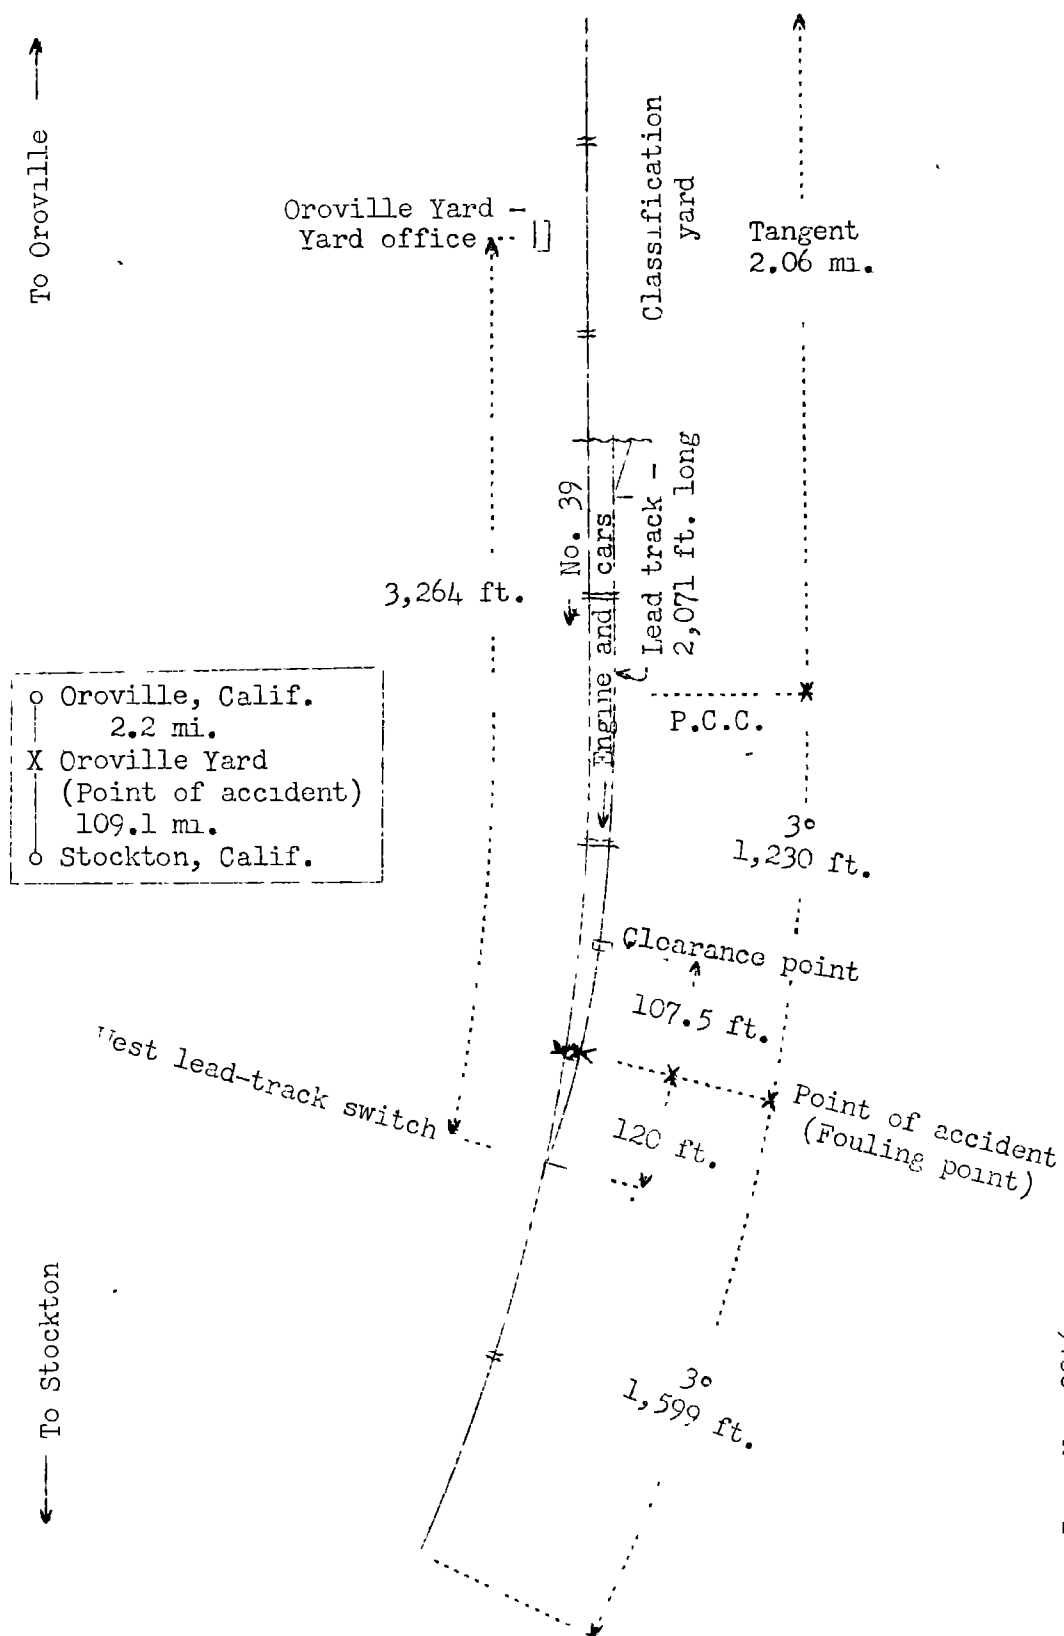 To Oroville
Oroville Yard –
Yard office
Classification
yard
Tangent
2.06 mi.
No. 39
Engine and cars
Lead track –
2,071 ft. long
3,264 ft.
P.C.C.
Oroville, Calif.
2.2 mi.
X Oroville Yard
(Point of accident)
109.1 mi.
Stockton, Calif.
3°
1,230 ft.
Clearance point
107.5 ft.
West lead-track switch
120 ft.
Point of accident
(Fouling point)
To Stockton
3°
1,599 ft.